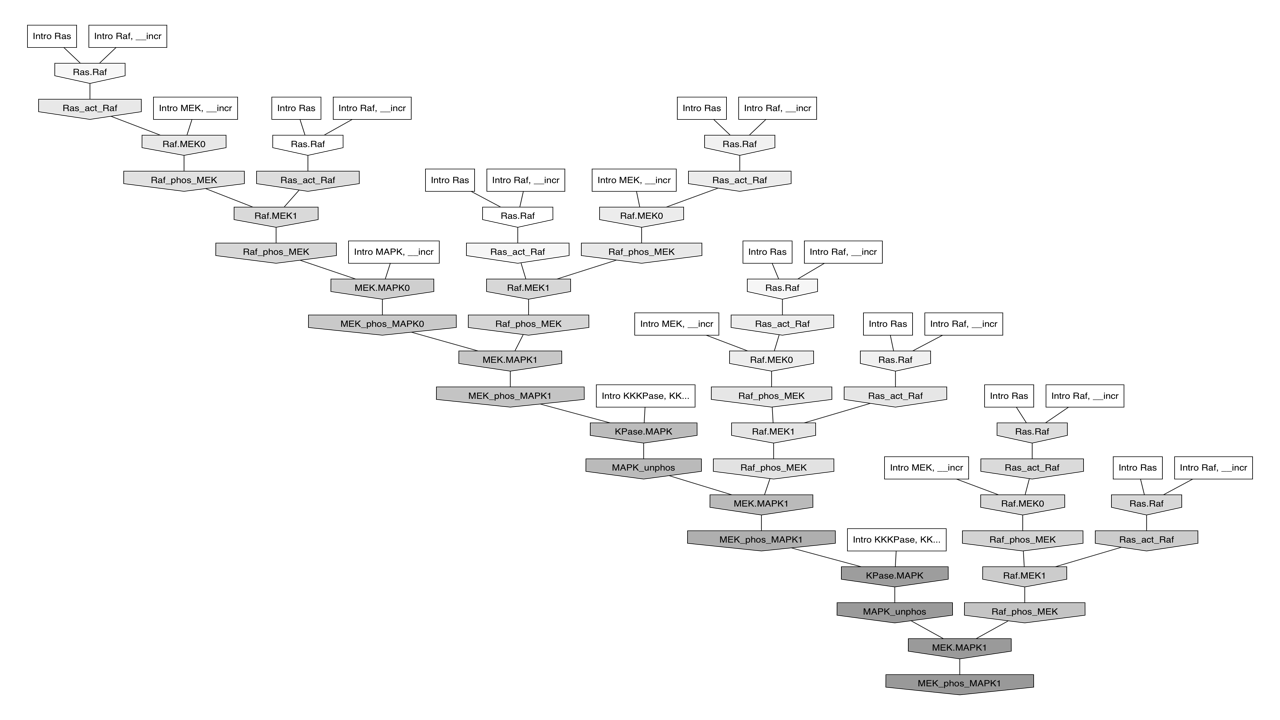 Intro Ras
Intro Raf, __incr
Ras.Raf
Ras_act_Raf
Intro MEK, __incr
Intro Ras
Intro Raf, __incr
Intro Ras
Intro Raf, __incr
Raf.MEK0
Ras.Raf
Ras.Raf
Raf_phos_MEK
Ras_act_Raf
Intro Ras
Intro Raf, __incr
Intro MEK, __incr
Ras_act_Raf
Raf.MEK1
Ras.Raf
Raf.MEK0
Raf_phos_MEK
Intro MAPK, __incr
Ras_act_Raf
Raf_phos_MEK
Intro Ras
Intro Raf, __incr
MEK.MAPK0
Raf.MEK1
Ras.Raf
MEK_phos_MAPK0
Raf_phos_MEK
Intro MEK, __incr
Ras_act_Raf
Intro Ras
Intro Raf, __incr
MEK.MAPK1
Raf.MEK0
Ras.Raf
MEK_phos_MAPK1
Intro KKKPase, KK...
Raf_phos_MEK
Ras_act_Raf
Intro Ras
Intro Raf, __incr
KPase.MAPK
Raf.MEK1
Ras.Raf
MAPK_unphos
Raf_phos_MEK
Intro MEK, __incr
Ras_act_Raf
Intro Ras
Intro Raf, __incr
MEK.MAPK1
Raf.MEK0
Ras.Raf
MEK_phos_MAPK1
Intro KKKPase, KK...
Raf_phos_MEK
Ras_act_Raf
KPase.MAPK
Raf.MEK1
MAPK_unphos
Raf_phos_MEK
MEK.MAPK1
MEK_phos_MAPK1